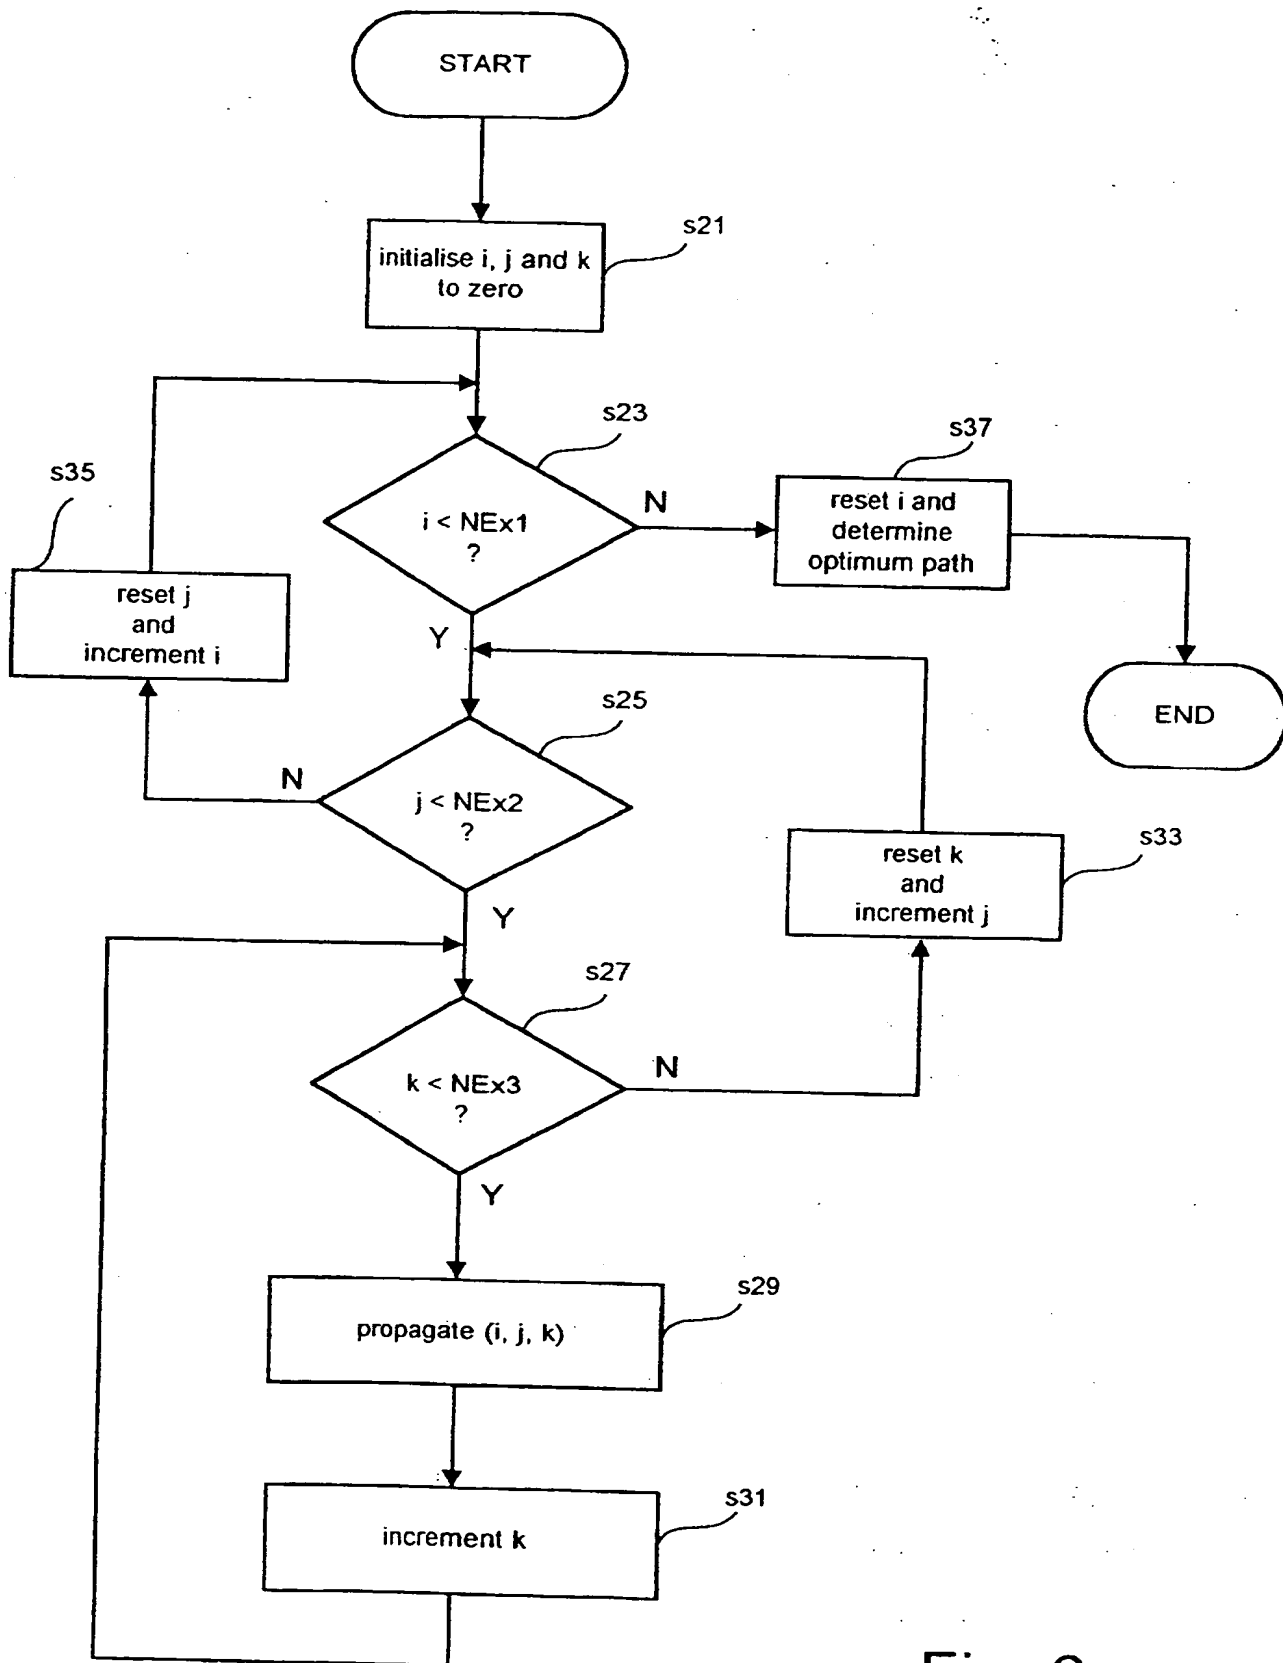 START
s21
initialise i, j and k
to zero
s23
i < NEx1
?
N
s37
reset i and
determine
optimum path
s35
reset j
and
increment i
Y
END
s25
j < NEx2
?
N
s33
reset k
and
increment j
Y
s27
k < NEx3
?
N
Y
s29
propagate (i, j, k)
s31
increment k